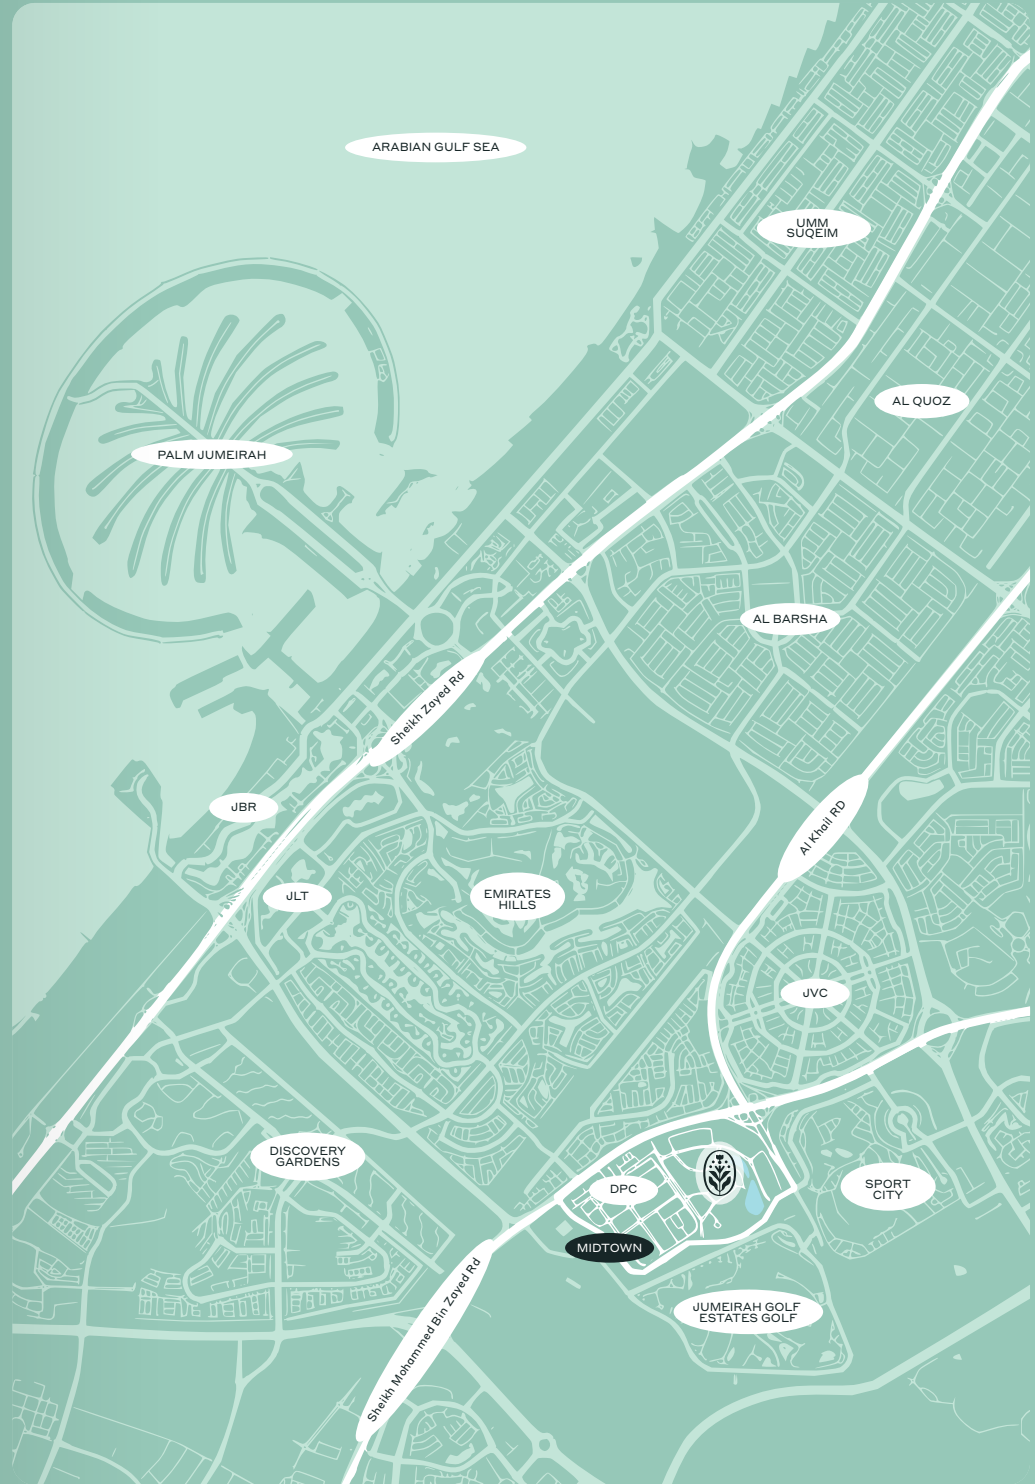 ARABIAN GULF SEA
UMM
SUQEIM
AL QUOZ
PALM JUMEIRAH
AL BARSHA
Sheikh Zayed Rd
JBR
Al Khail RD
JLT
EMIRATES
HILLS
JVC
DISCOVERY
GARDENS
DPC
SPORT
CITY
MIDTOWN
JUMEIRAH GOLF
ESTATES GOLF
Sheikh Mohammed Bin Zayed Rd